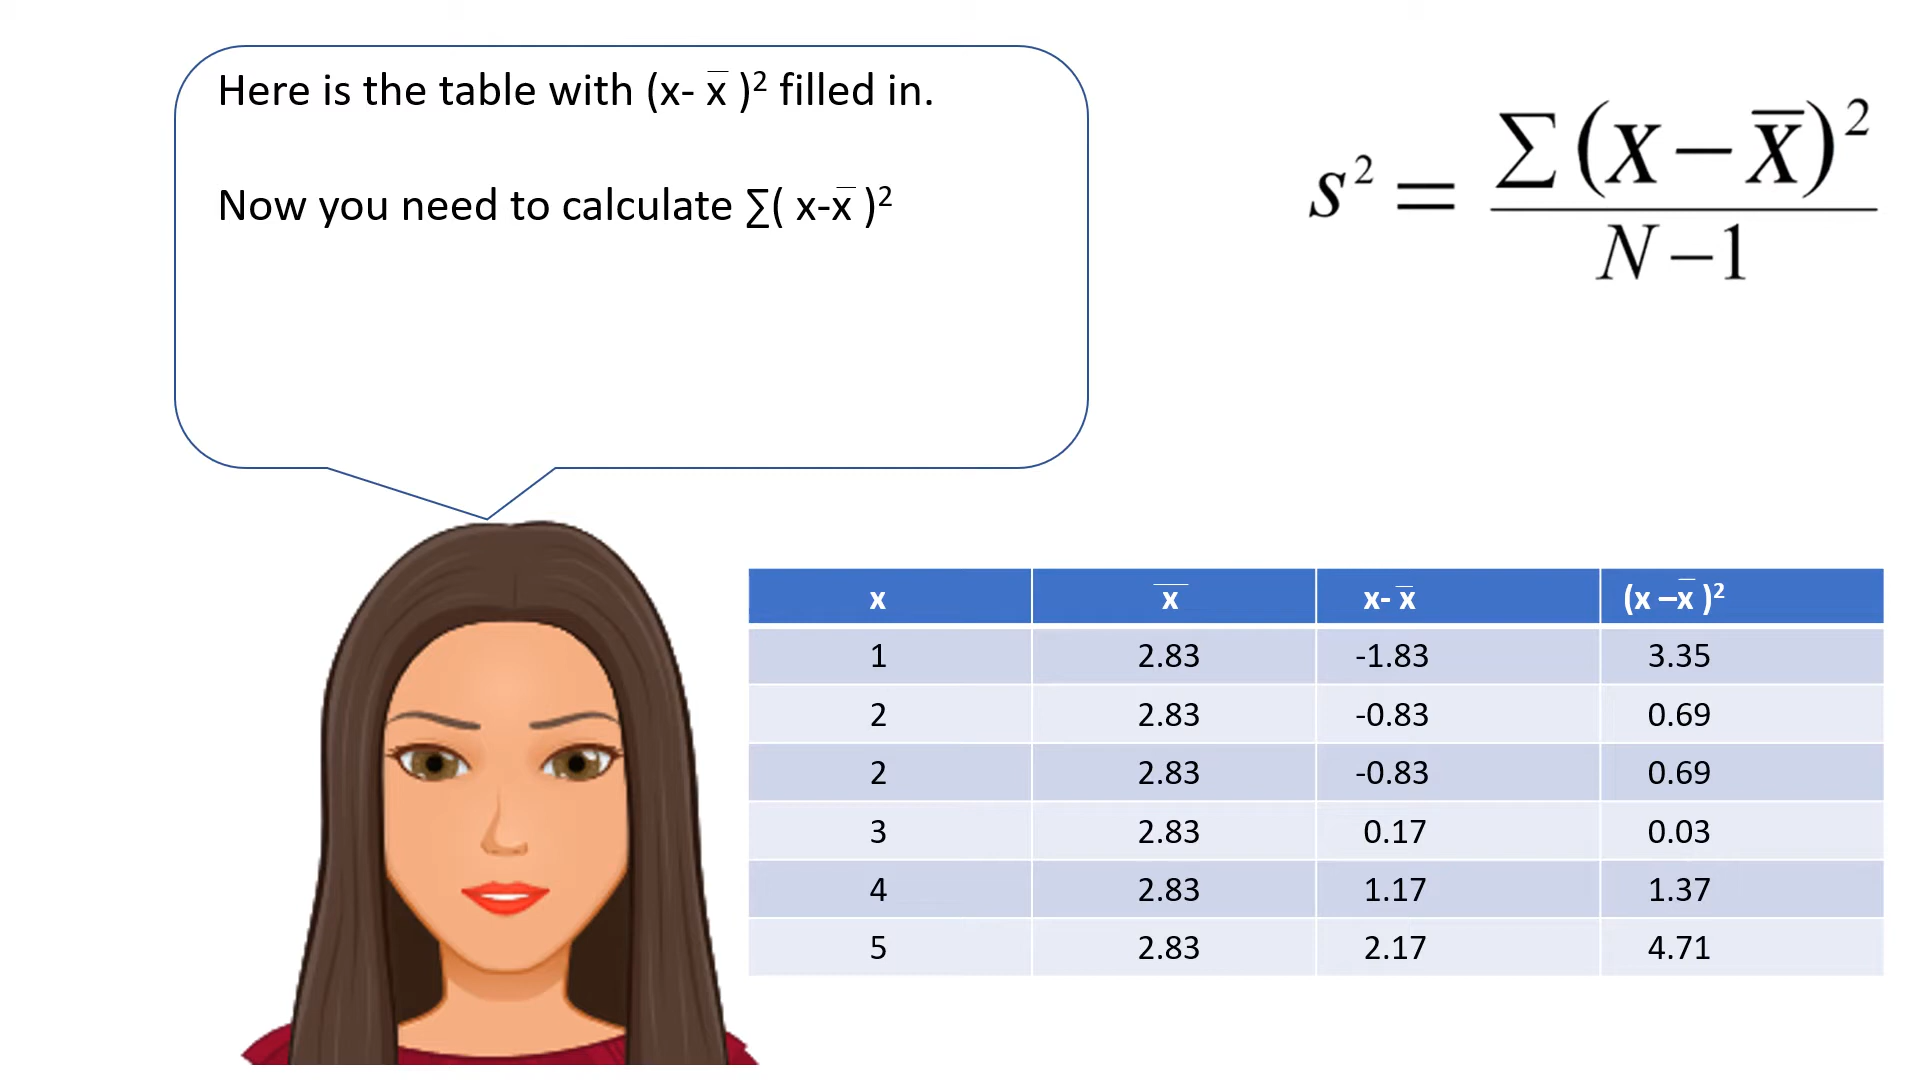 Here is the table with (x- x̅ )² filled in.
Now you need to calculate ∑( x-x̅ )²
s² = ∑(X−X̅)² / N−1
x x̅ x- x̅ (x –x̅ )²
1 2.83 -1.83 3.35
2 2.83 -0.83 0.69
2 2.83 -0.83 0.69
3 2.83 0.17 0.03
4 2.83 1.17 1.37
5 2.83 2.17 4.71